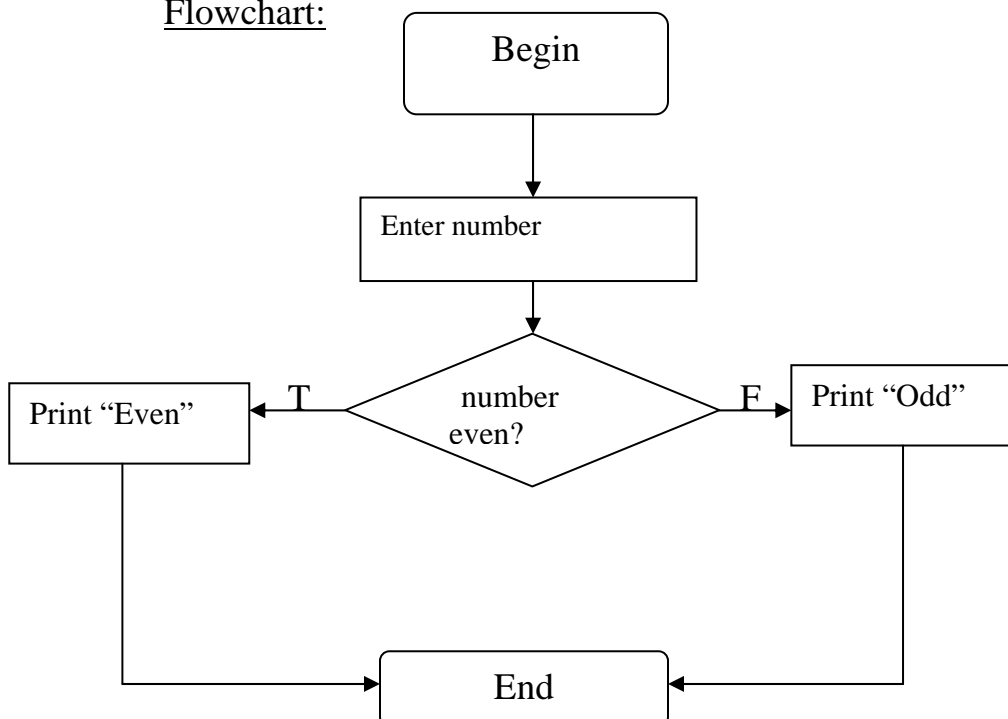 Flowchart:
Begin
Enter number
number
even?
T
F
Print “Even”
Print “Odd”
End